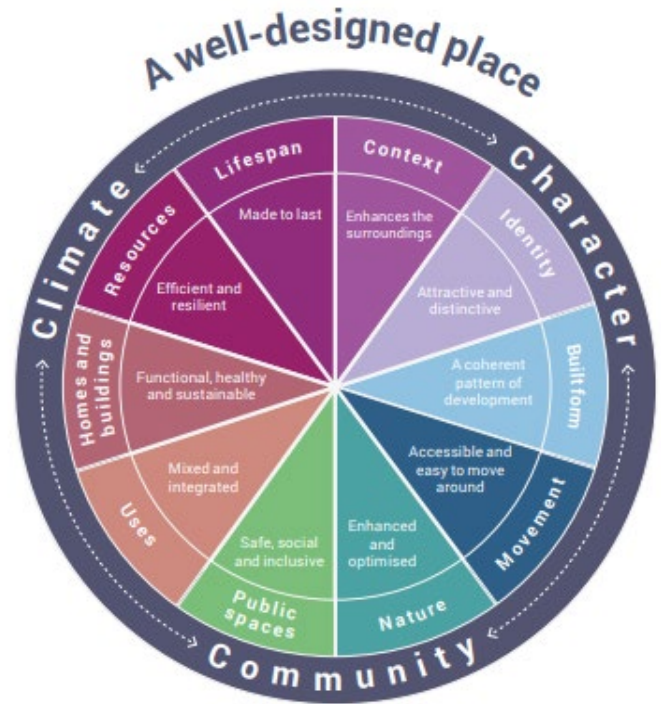 A well-designed place
Climate
Character
Community
Context
Enhances the
surroundings
Identity
Attractive and
distinctive
Built form
A coherent
pattern of
development
Movement
Accessible and
easy to move
around
Nature
Enhanced
and
optimised
Public
spaces
Safe, social
and inclusive
Uses
Mixed and
integrated
Homes and
buildings
Functional, healthy
and sustainable
Resources
Efficient and
resilient
Lifespan
Made to last